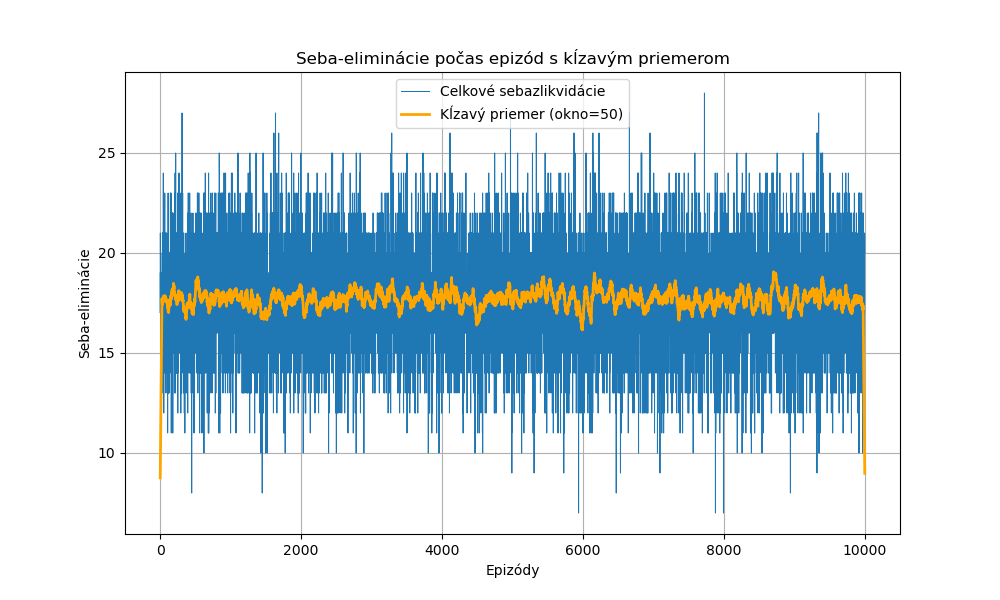 Seba-eliminácie počas epizód s kĺzavým priemerom
Celkové sebazlikvidácie
Kĺzavý priemer (okno=50)
25
20
15
10
Seba-eliminácie
0 2000 4000 6000 8000 10000
Epizódy